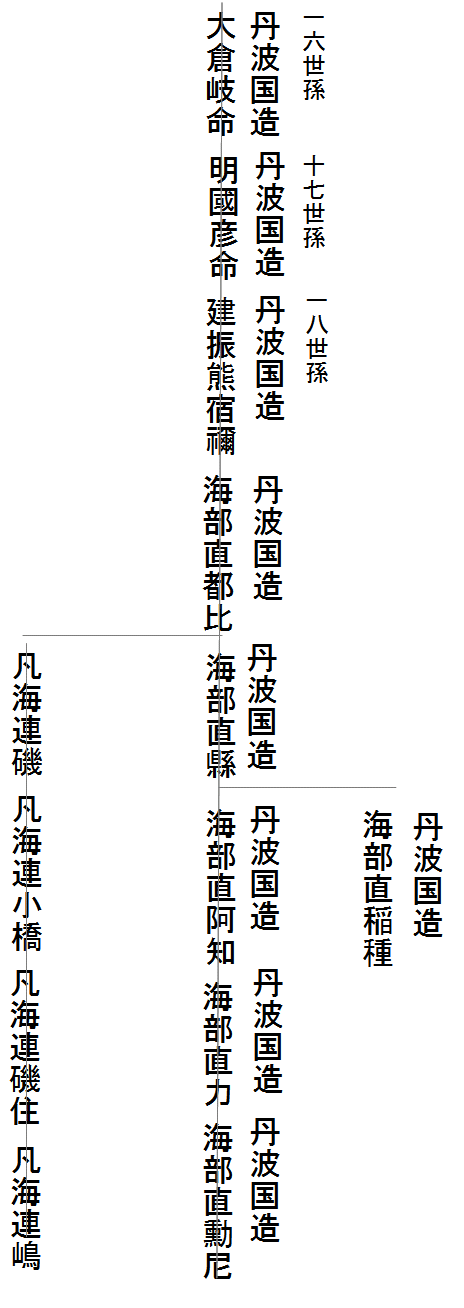 一六世孫
丹波国造
大倉岐命
十七世孫
丹波国造
明國彦命
一八世孫
丹波国造
建振熊宿禰
丹波国造
海部直都比
丹波国造
海部直縣
丹波国造
海部直稲種
丹波国造
海部直阿知
丹波国造
海部直力
丹波国造
海部直勳尼
凡海連磯
凡海連小橋
凡海連磯住
凡海連嶋